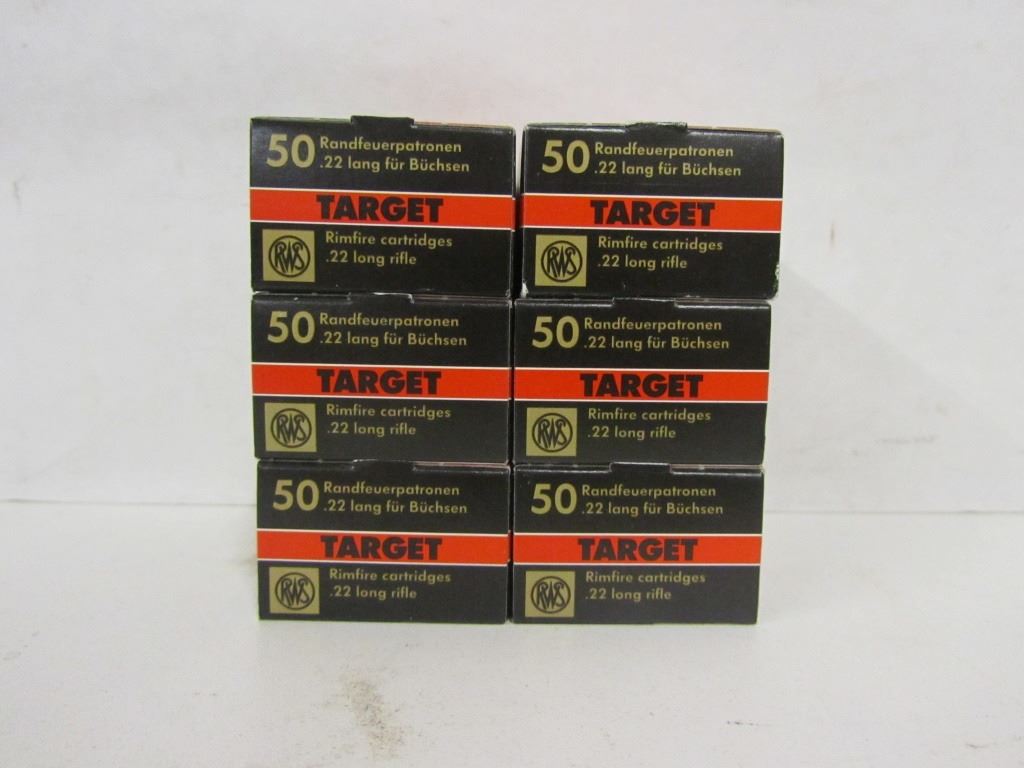 50 Randfeuerpatronen
.22 lang für Büchsen
TARGET
Rimfire cartridges
.22 long rifle
RWS
50 Randfeuerpatronen
.22 lang für Büchsen
TARGET
Rimfire cartridges
.22 long rifle
RWS
50 Randfeuerpatronen
.22 lang für Büchsen
TARGET
Rimfire cartridges
.22 long rifle
RWS
50 Randfeuerpatronen
.22 lang für Büchsen
TARGET
Rimfire cartridges
.22 long rifle
RWS
50 Randfeuerpatronen
.22 lang für Büchsen
TARGET
Rimfire cartridges
.22 long rifle
RWS
50 Randfeuerpatronen
.22 lang für Büchsen
TARGET
Rimfire cartridges
.22 long rifle
RWS